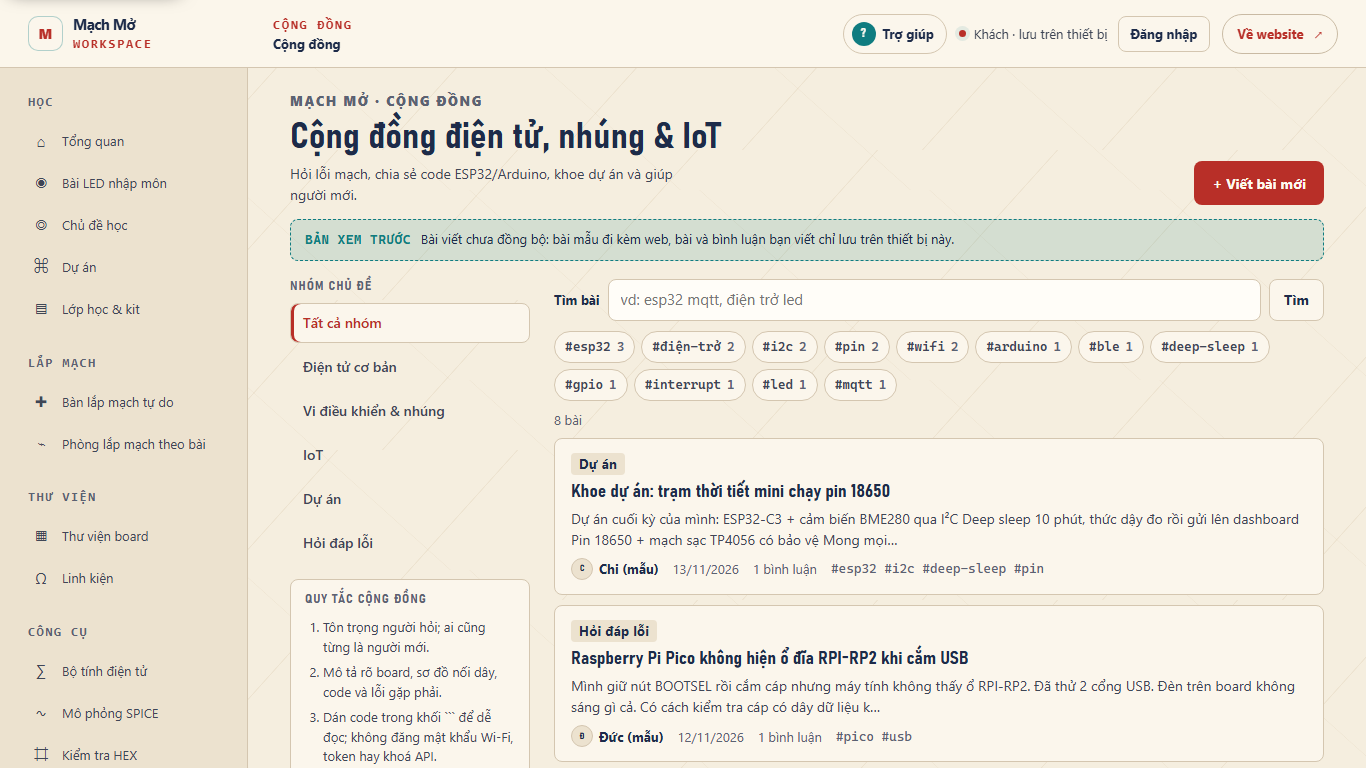 M
Mạch Mở
WORKSPACE
CỘNG ĐỒNG
Cộng đồng
? Trợ giúp
Khách · lưu trên thiết bị
Đăng nhập
Về website ↗
HỌC
Tổng quan
Bài LED nhập môn
Chủ đề học
Dự án
Lớp học & kit
LẮP MẠCH
Bàn lắp mạch tự do
Phòng lắp mạch theo bài
THƯ VIỆN
Thư viện board
Linh kiện
CÔNG CỤ
Bộ tính điện tử
Mô phỏng SPICE
Kiểm tra HEX
MẠCH MỞ · CỘNG ĐỒNG
Cộng đồng điện tử, nhúng & IoT
Hỏi lỗi mạch, chia sẻ code ESP32/Arduino, khoe dự án và giúp
người mới.
+ Viết bài mới
BẢN XEM TRƯỚC Bài viết chưa đồng bộ: bài mẫu đi kèm web, bài và bình luận bạn viết chỉ lưu trên thiết bị này.
NHÓM CHỦ ĐỀ
Tất cả nhóm
Điện tử cơ bản
Vi điều khiển & nhúng
IoT
Dự án
Hỏi đáp lỗi
QUY TẮC CỘNG ĐỒNG
1. Tôn trọng người hỏi; ai cũng
từng là người mới.
2. Mô tả rõ board, sơ đồ nối dây,
code và lỗi gặp phải.
3. Dán code trong khối ``` để dễ
đọc; không đăng mật khẩu Wi-Fi,
token hay khoá API.
Tìm bài
vd: esp32 mqtt, điện trở led
Tìm
#esp32 3 #điện-trở 2 #i2c 2 #pin 2 #wifi 2 #arduino 1 #ble 1 #deep-sleep 1
#gpio 1 #interrupt 1 #led 1 #mqtt 1
8 bài
Dự án
Khoe dự án: trạm thời tiết mini chạy pin 18650
Dự án cuối kỳ của mình: ESP32-C3 + cảm biến BME280 qua I²C Deep sleep 10 phút, thức dậy đo rồi gửi lên dashboard
Pin 18650 + mạch sạc TP4056 có bảo vệ Mong mọi...
C Chi (mẫu) 13/11/2026 1 bình luận #esp32 #i2c #deep-sleep #pin
Hỏi đáp lỗi
Raspberry Pi Pico không hiện ổ đĩa RPI-RP2 khi cắm USB
Mình giữ nút BOOTSEL rồi cắm cáp nhưng máy tính không thấy ổ RPI-RP2. Đã thử 2 cổng USB. Đèn trên board không
sáng gì cả. Có cách kiểm tra cáp có dây dữ liệu k...
Đ Đức (mẫu) 12/11/2026 1 bình luận #pico #usb